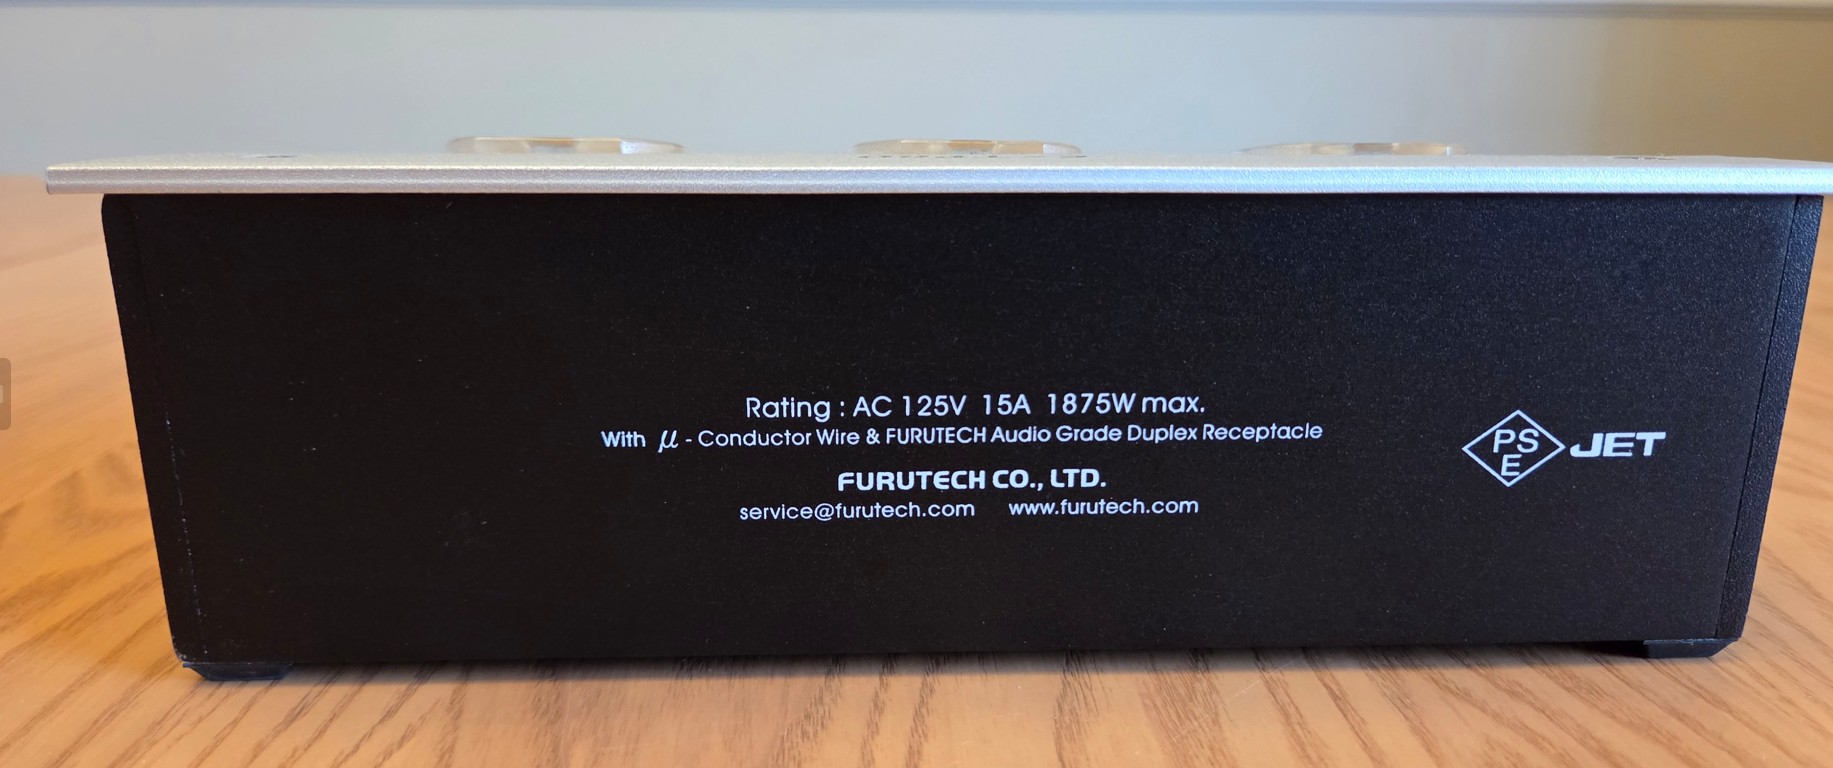 Rating : AC 125V 15A 1875W max.
With μ - Conductor Wire & FURUTECH Audio Grade Duplex Receptacle
FURUTECH CO., LTD.
service@furutech.com www.furutech.com
PSE JET